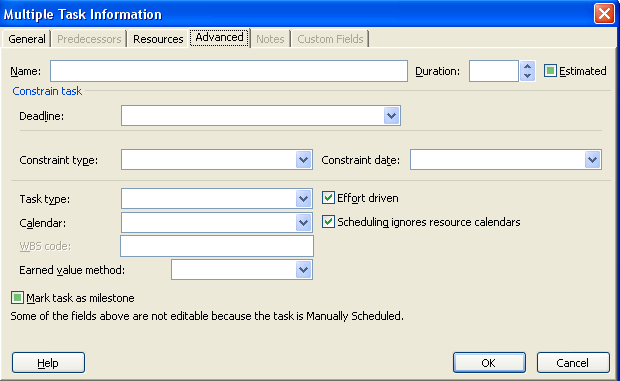 Multiple Task Information
General Predecessors Resources Advanced Notes Custom Fields
Name: Duration: Estimated
Constrain task
Deadline:
Constraint type: Constraint date:
Task type: Effort driven
Calendar: Scheduling ignores resource calendars
WBS code:
Earned value method:
Mark task as milestone
Some of the fields above are not editable because the task is Manually Scheduled.
Help OK Cancel